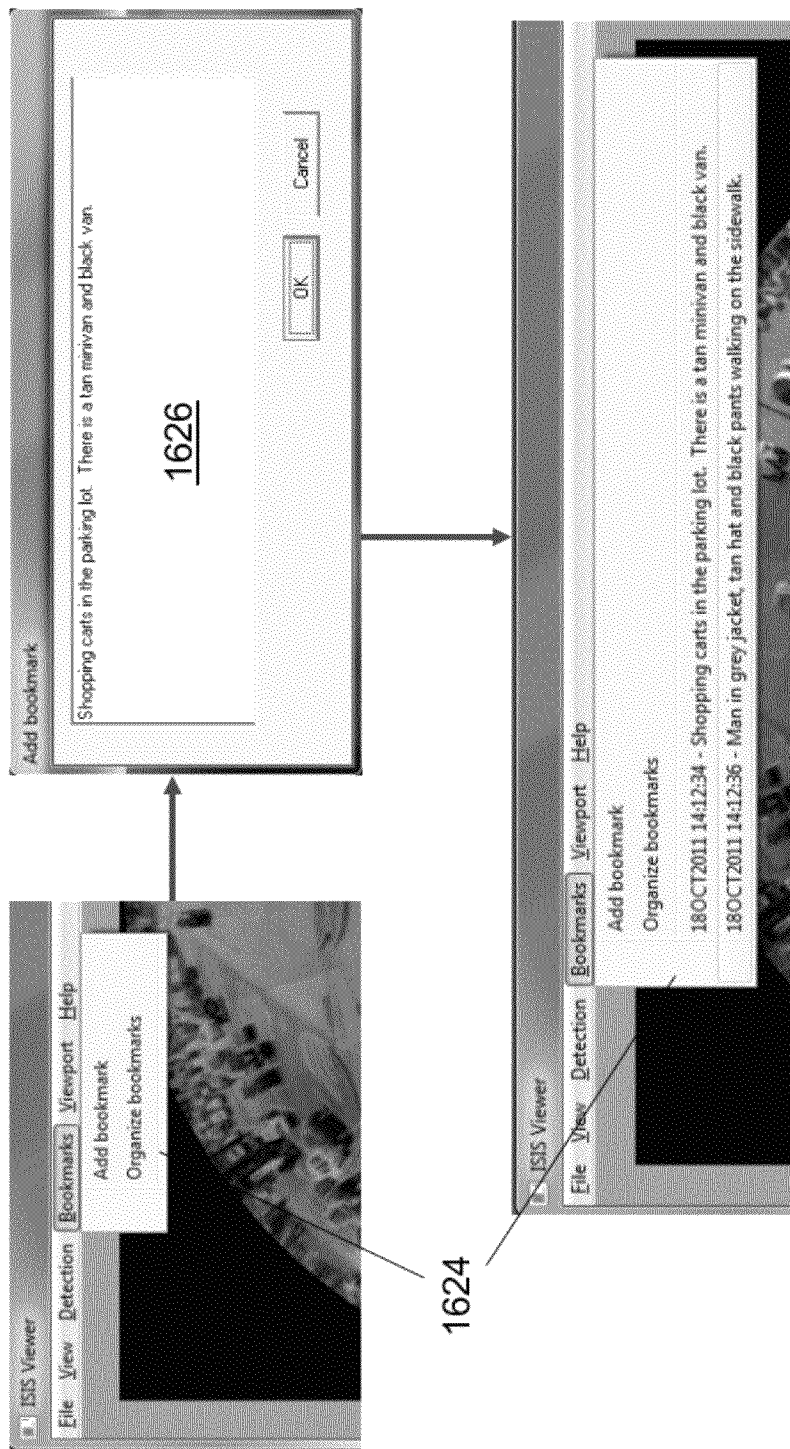 ISIS Viewer
File View Detection Bookmarks Viewport Help
Add bookmark
Organize bookmarks
1624
Add bookmark
Shopping carts in the parking lot. There is a tan minivan and black van.
1626
OK Cancel
ISIS Viewer
File View Detection Bookmarks Viewport Help
Add bookmark
Organize bookmarks
18OCT2011 14:12:34 - Shopping carts in the parking lot. There is a tan minivan and black van.
18OCT2011 14:12:36 - Man in grey jacket, tan hat and black pants walking on the sidewalk.